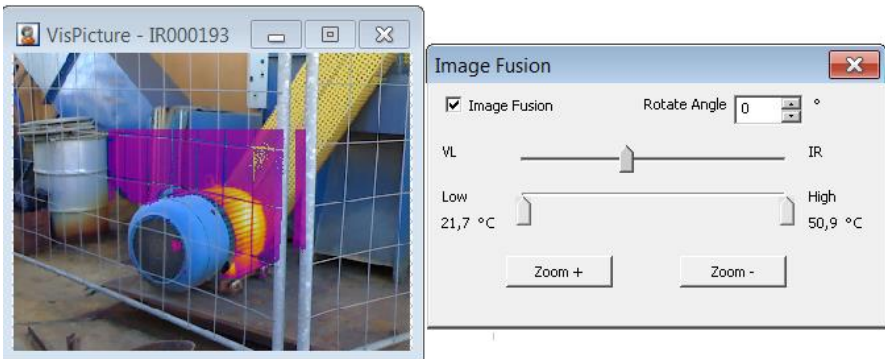 VisPicture - IR000193
Image Fusion
Image Fusion
Rotate Angle 0 °
VL IR
Low High
21,7 °C 50,9 °C
Zoom + Zoom -